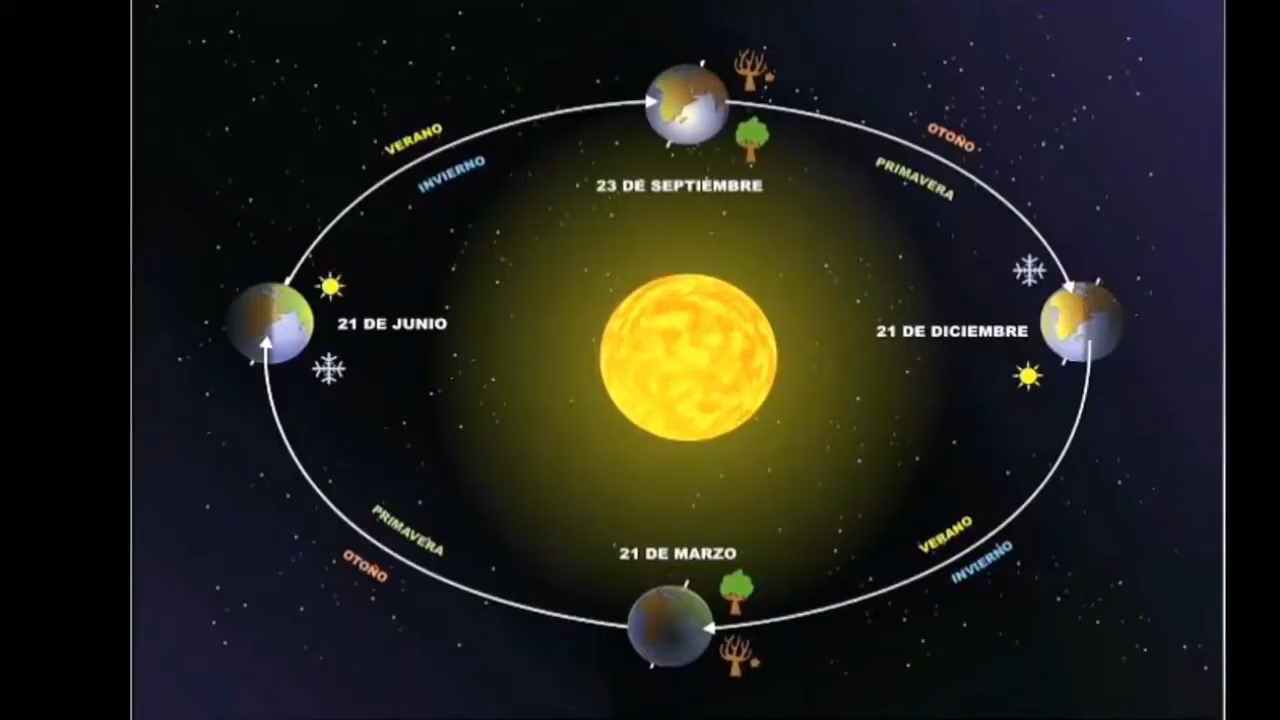 VERANO
INVIERNO
OTOÑO
PRIMAVERA
23 DE SEPTIEMBRE
21 DE JUNIO
21 DE DICIEMBRE
PRIMAVERA
OTOÑO
21 DE MARZO
VERANO
INVIERNO